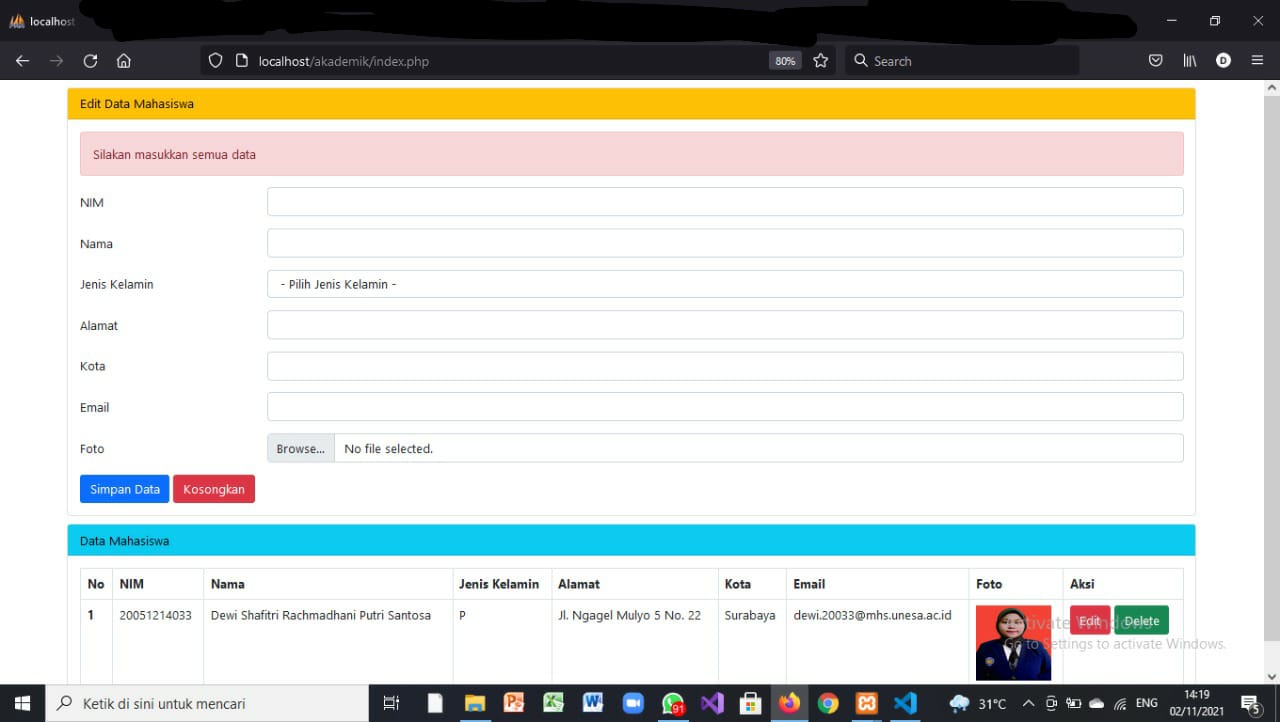 localhost
localhost/akademik/index.php 80% Search D
Edit Data Mahasiswa
Silakan masukkan semua data
NIM
Nama
Jenis Kelamin - Pilih Jenis Kelamin -
Alamat
Kota
Email
Foto Browse... No file selected.
Simpan Data Kosongkan
Data Mahasiswa
No NIM Nama Jenis Kelamin Alamat Kota Email Foto Aksi
1 20051214033 Dewi Shafitri Rachmadhani Putri Santosa P Jl. Ngagel Mulyo 5 No. 22 Surabaya dewi.20033@mhs.unesa.ac.id Edit Delete
Activate Windows
Go to Settings to activate Windows.
Ketik di sini untuk mencari 91 31°C ENG 14:19
02/11/2021 5